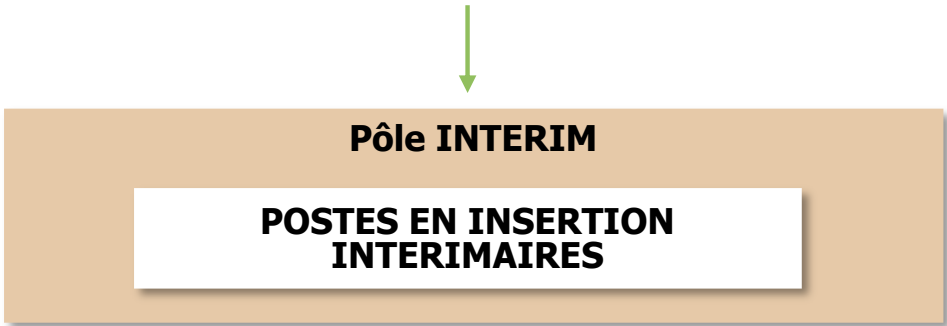 Pôle INTERIM
POSTES EN INSERTION
INTERIMAIRES